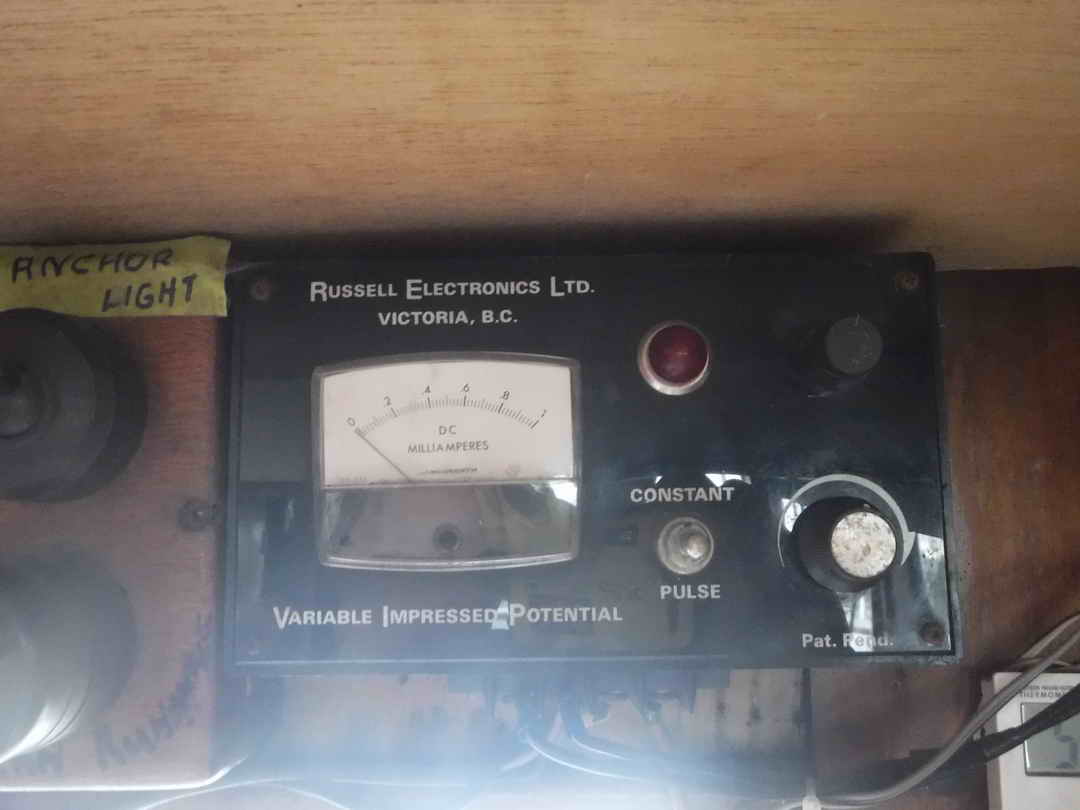 ANCHOR
LIGHT
RUSSELL ELECTRONICS LTD.
VICTORIA, B.C.
0 .2 .4 .6 .8 1
DC
MILLIAMPERES
CONSTANT
PULSE
VARIABLE IMPRESSED POTENTIAL
Pat. Pend.
5